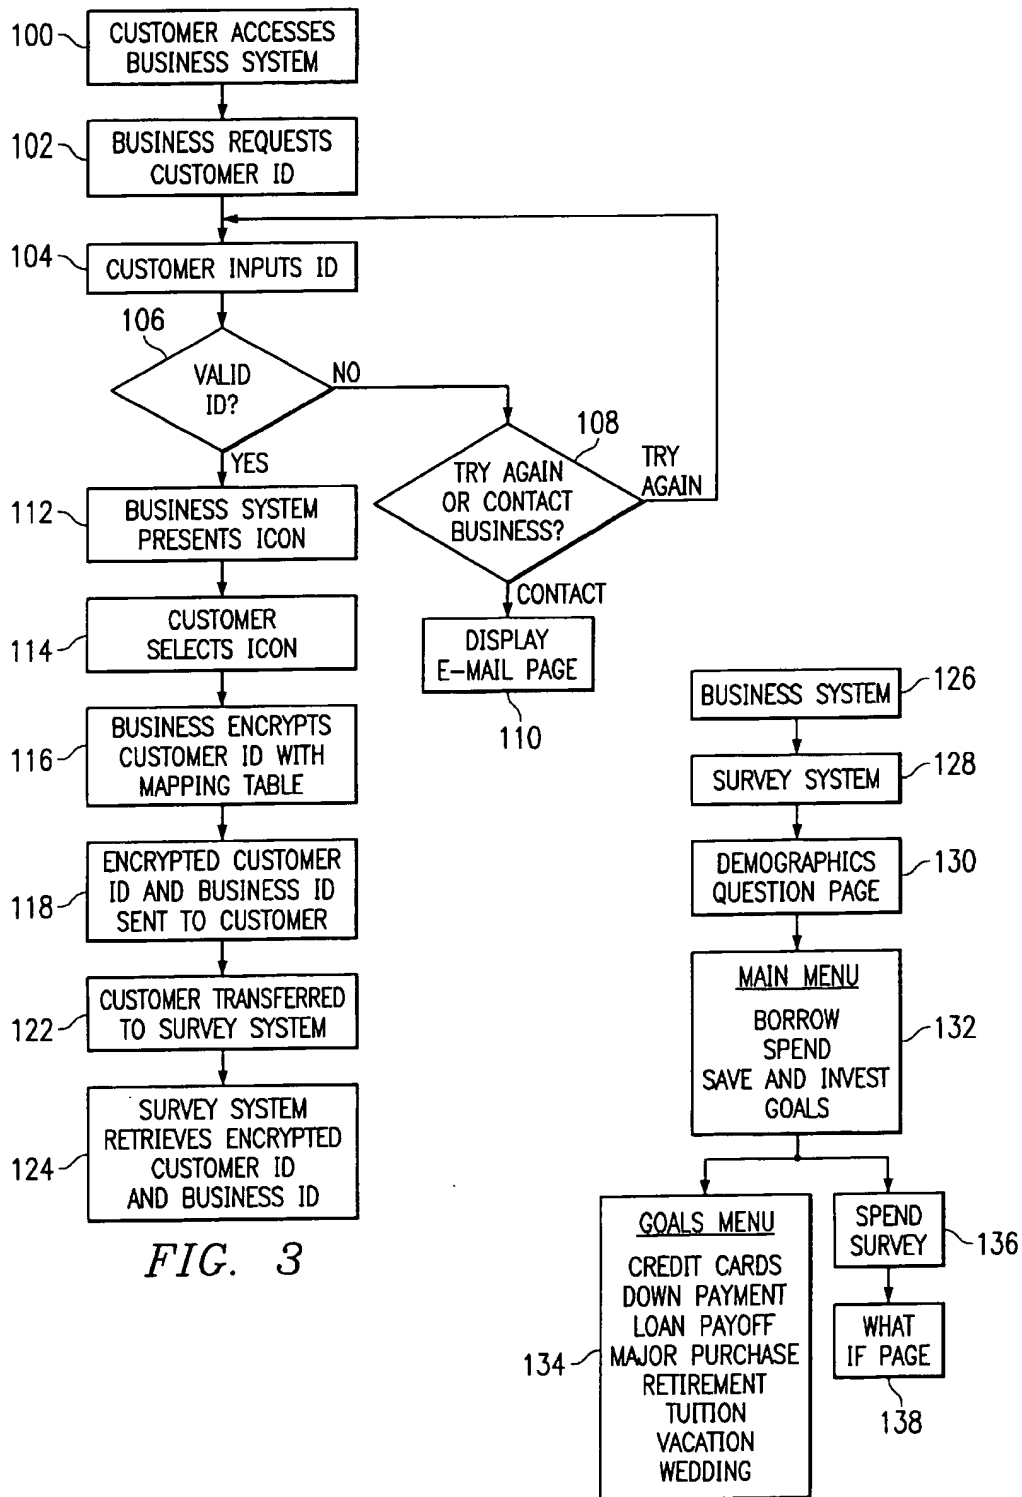 100
CUSTOMER ACCESSES
BUSINESS SYSTEM
102
BUSINESS REQUESTS
CUSTOMER ID
104
CUSTOMER INPUTS ID
106
VALID
ID?
NO
YES
108
TRY AGAIN
OR CONTACT
BUSINESS?
TRY
AGAIN
CONTACT
DISPLAY
E-MAIL PAGE
110
112
BUSINESS SYSTEM
PRESENTS ICON
114
CUSTOMER
SELECTS ICON
116
BUSINESS ENCRYPTS
CUSTOMER ID WITH
MAPPING TABLE
118
ENCRYPTED CUSTOMER
ID AND BUSINESS ID
SENT TO CUSTOMER
122
CUSTOMER TRANSFERRED
TO SURVEY SYSTEM
124
SURVEY SYSTEM
RETRIEVES ENCRYPTED
CUSTOMER ID
AND BUSINESS ID
FIG. 3
BUSINESS SYSTEM
126
SURVEY SYSTEM
128
DEMOGRAPHICS
QUESTION PAGE
130
MAIN MENU
BORROW
SPEND
SAVE AND INVEST
GOALS
132
GOALS MENU
CREDIT CARDS
DOWN PAYMENT
LOAN PAYOFF
MAJOR PURCHASE
RETIREMENT
TUITION
VACATION
WEDDING
134
SPEND
SURVEY
136
WHAT
IF PAGE
138